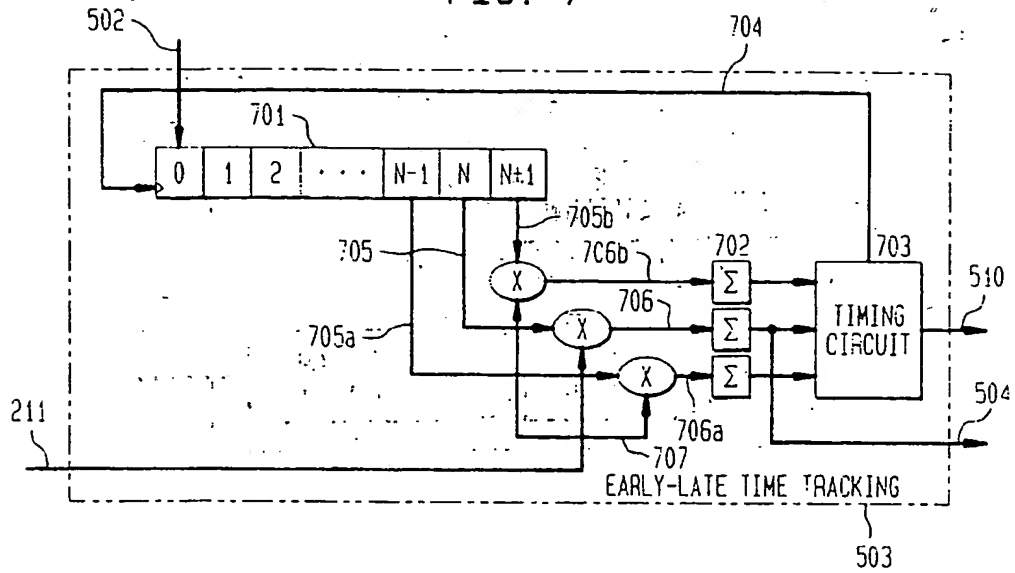 502
704
701
0 1 2 ... N-1 N N±1
705b
705
7C6b
702
703
X
706
Σ
510
705a
X
Σ
TIMING
CIRCUIT
X
Σ
504
211
706a
707
EARLY-LATE TIME TRACKING
503